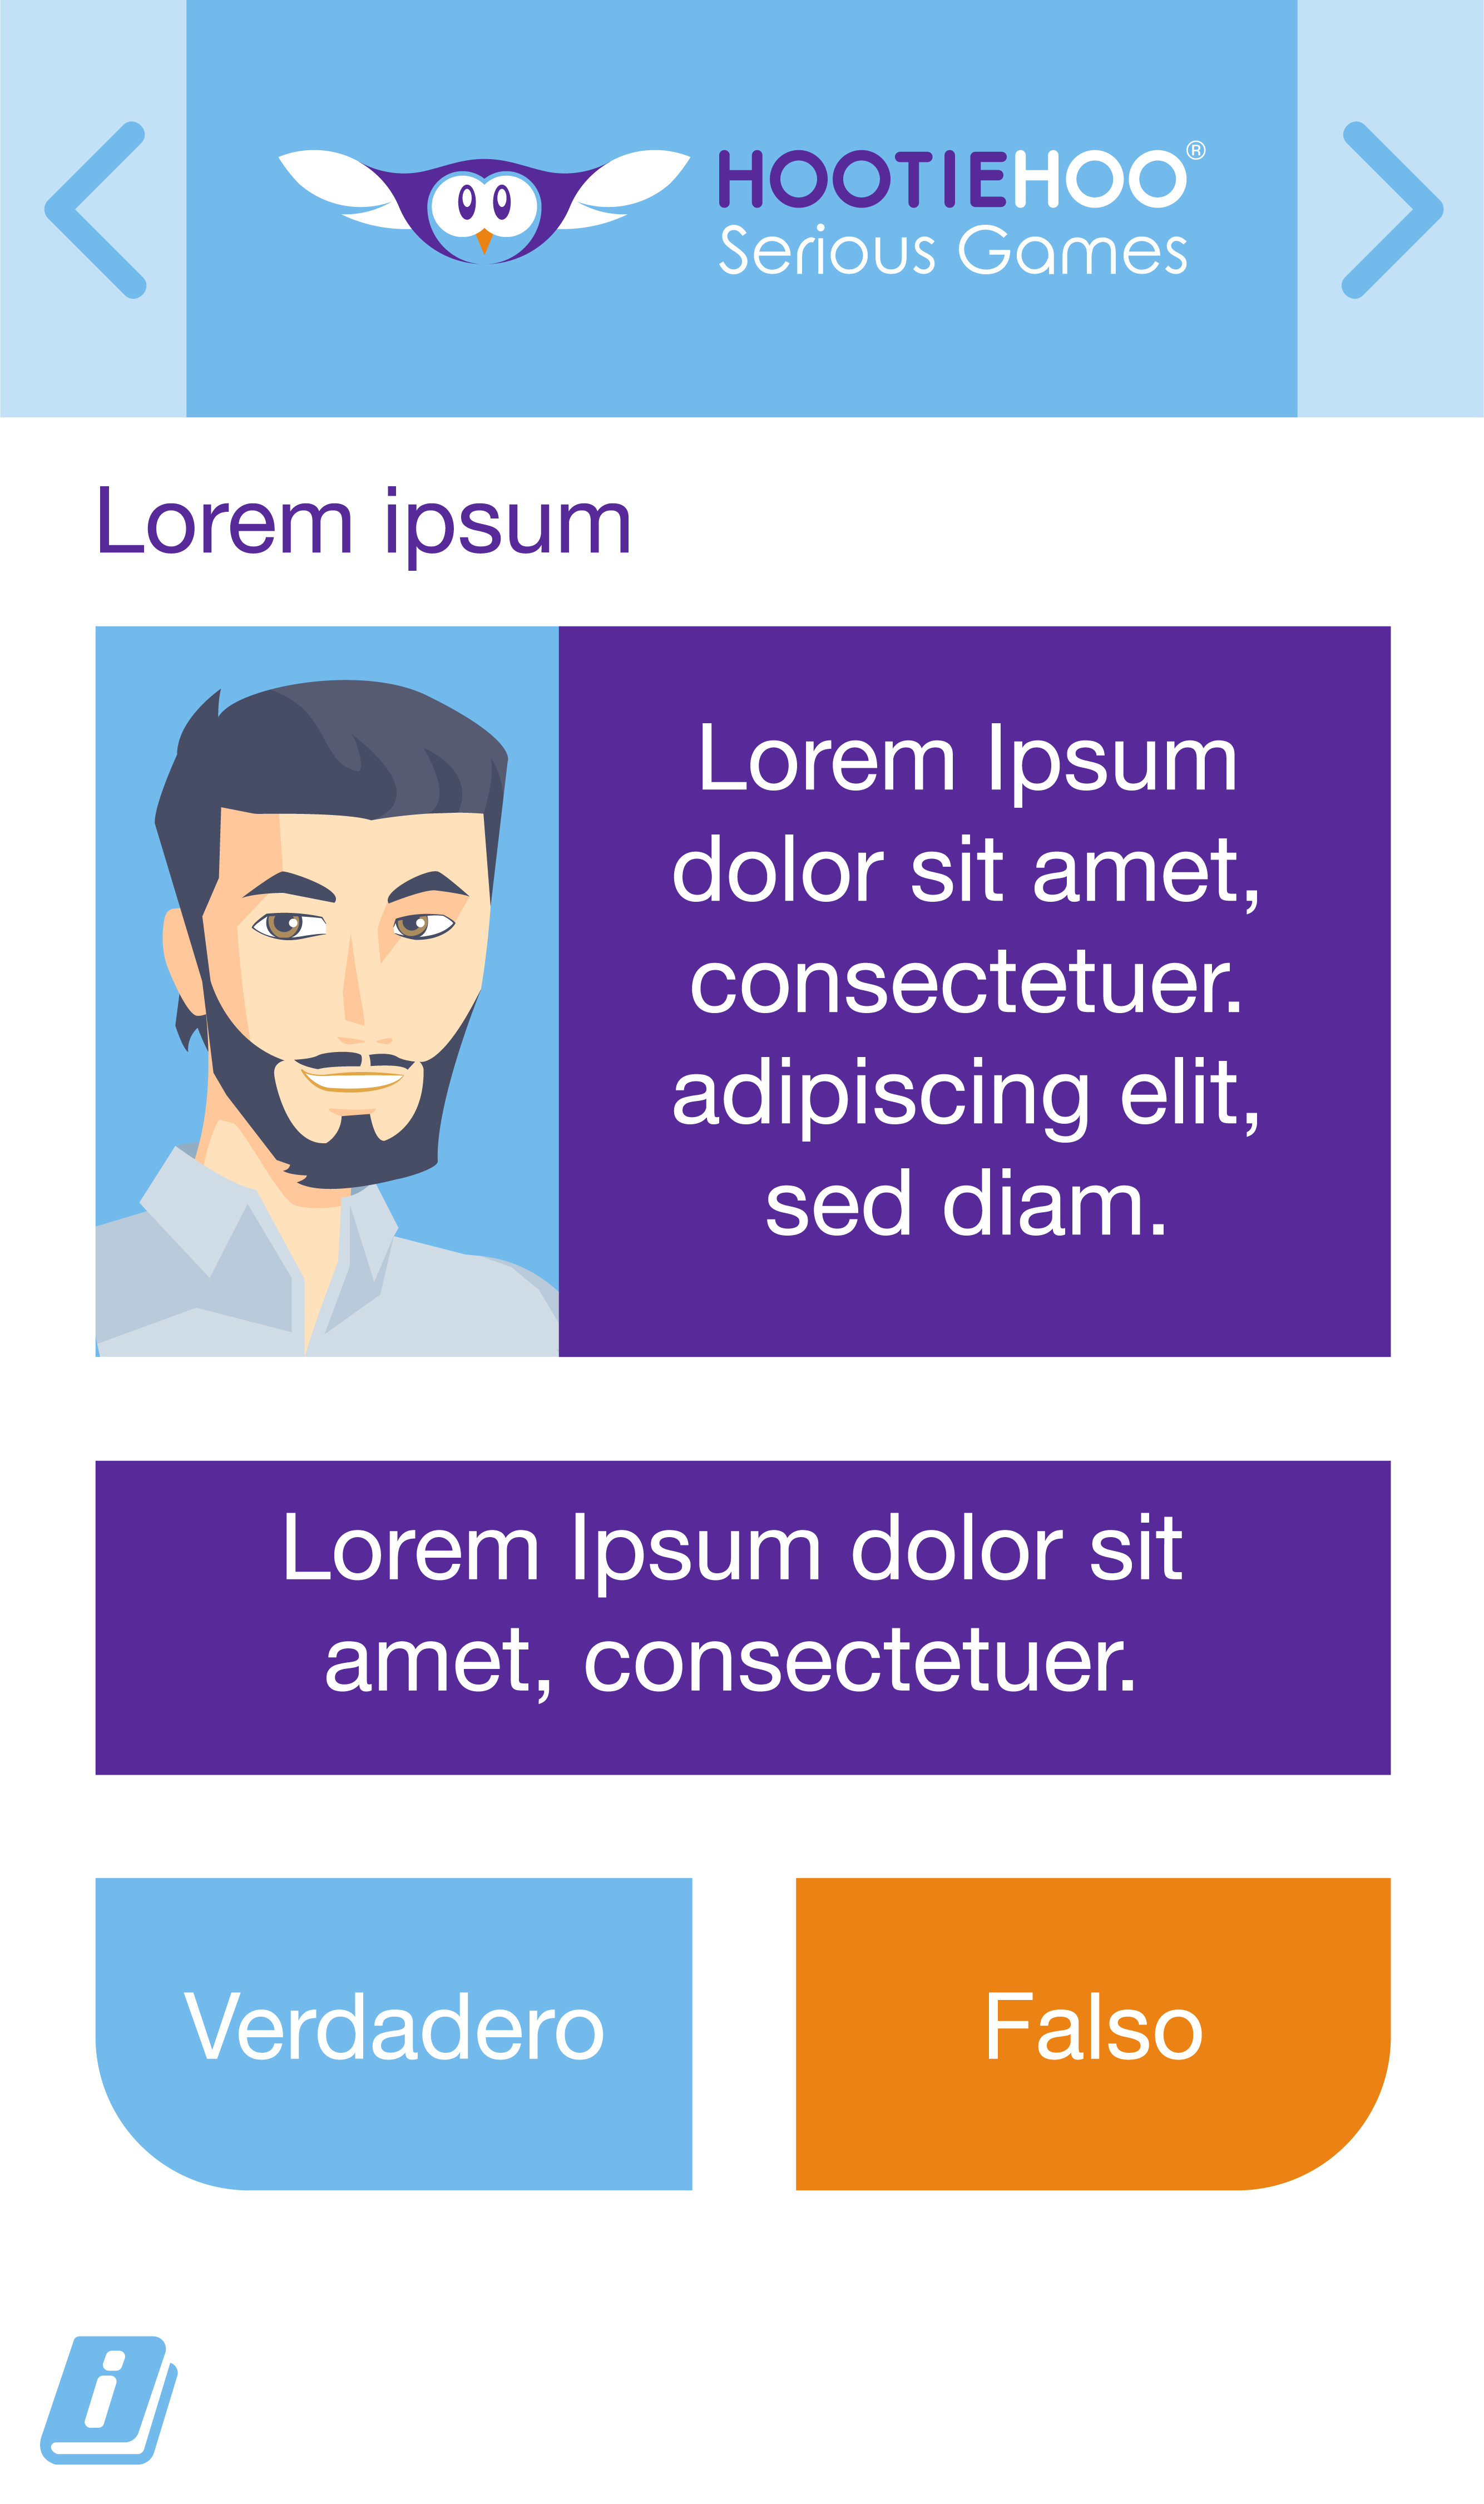 HOOTIEHOO®
Serious Games
Lorem ipsum
Lorem Ipsum
dolor sit amet,
consectetuer.
adipiscing elit,
sed diam.
Lorem Ipsum dolor sit
amet, consectetuer.
Verdadero
Falso
i